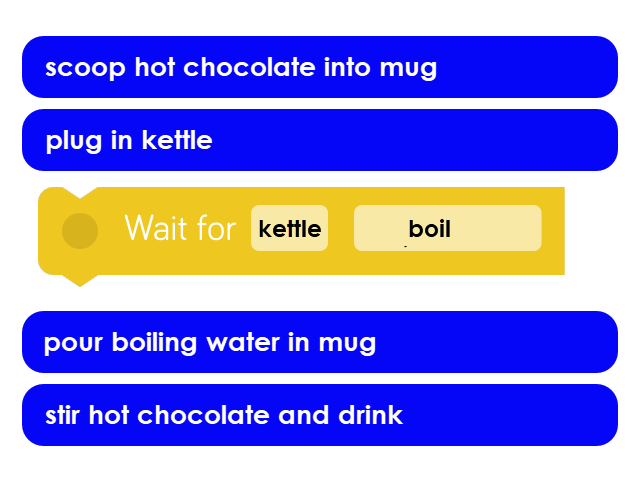 scoop hot chocolate into mug
plug in kettle
Wait for kettle boil
pour boiling water in mug
stir hot chocolate and drink